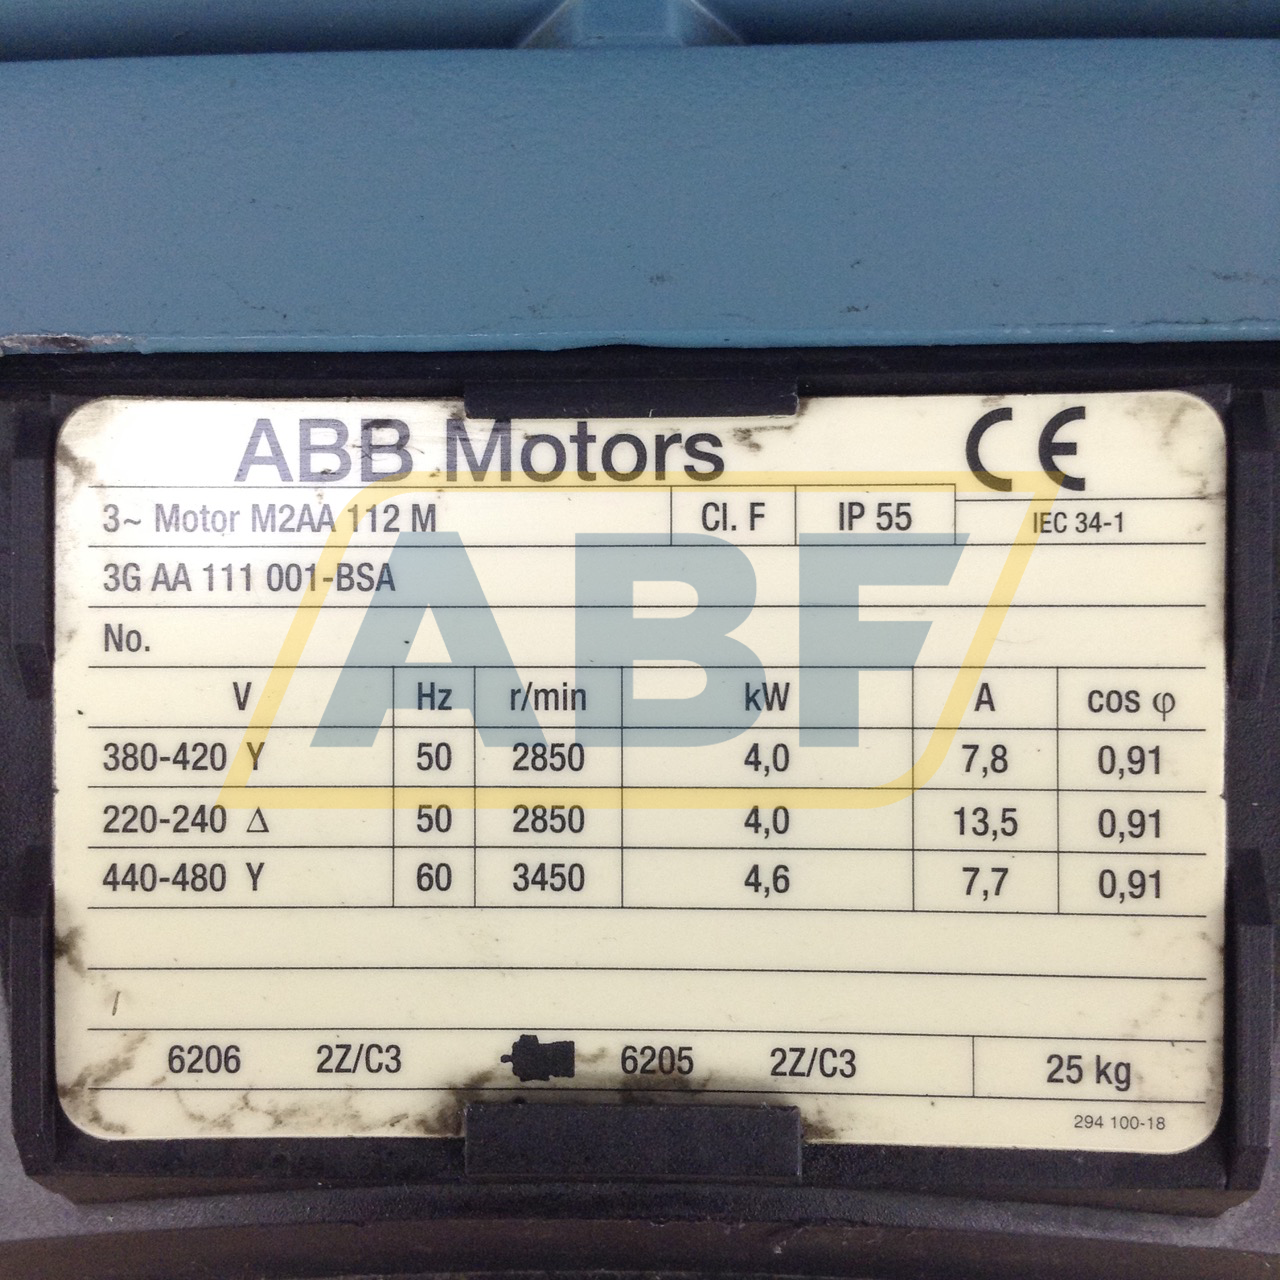 ABB Motors CE
3~ Motor M2AA 112 M Cl. F IP 55 IEC 34-1
3G AA 111 001-BSA
No.
V Hz r/min kW A cos φ
380-420 Y 50 2850 4,0 7,8 0,91
220-240 Δ 50 2850 4,0 13,5 0,91
440-480 Y 60 3450 4,6 7,7 0,91
6206 2Z/C3 6205 2Z/C3 25 kg
294 100-18
ABF